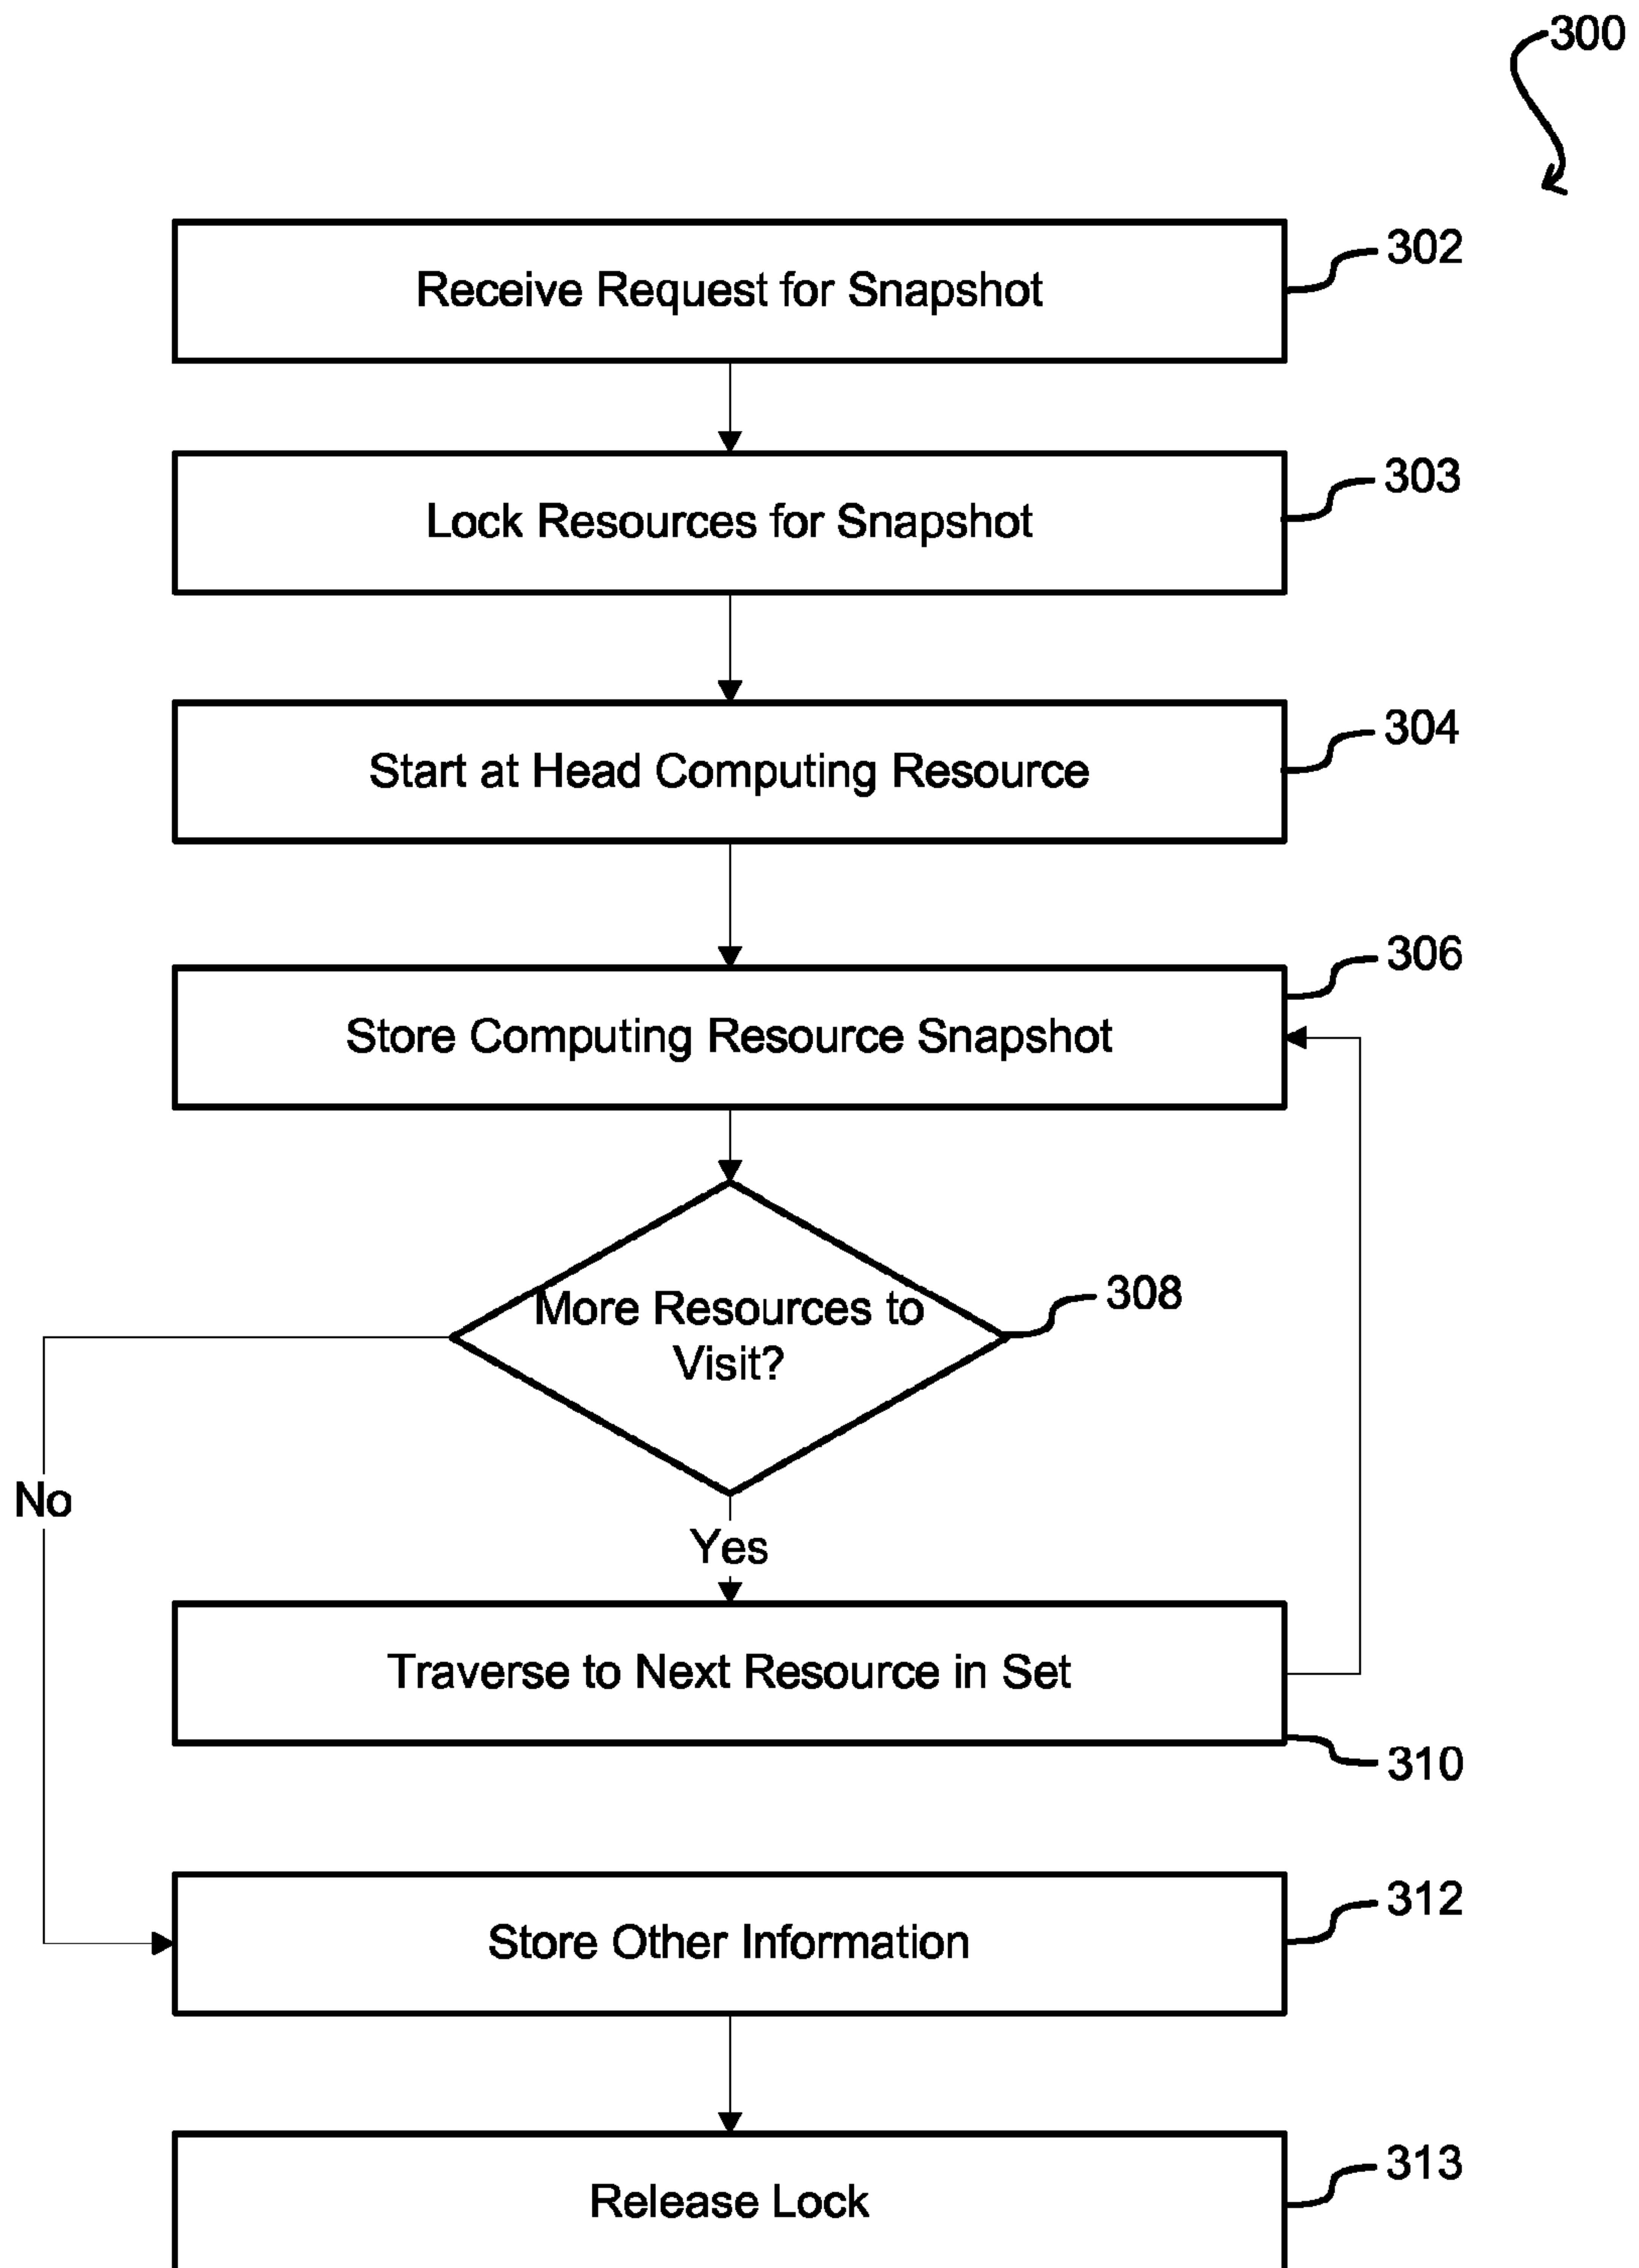 300
Receive Request for Snapshot
302
Lock Resources for Snapshot
303
Start at Head Computing Resource
304
Store Computing Resource Snapshot
306
More Resources to
Visit?
308
No
Yes
Traverse to Next Resource in Set
310
Store Other Information
312
Release Lock
313